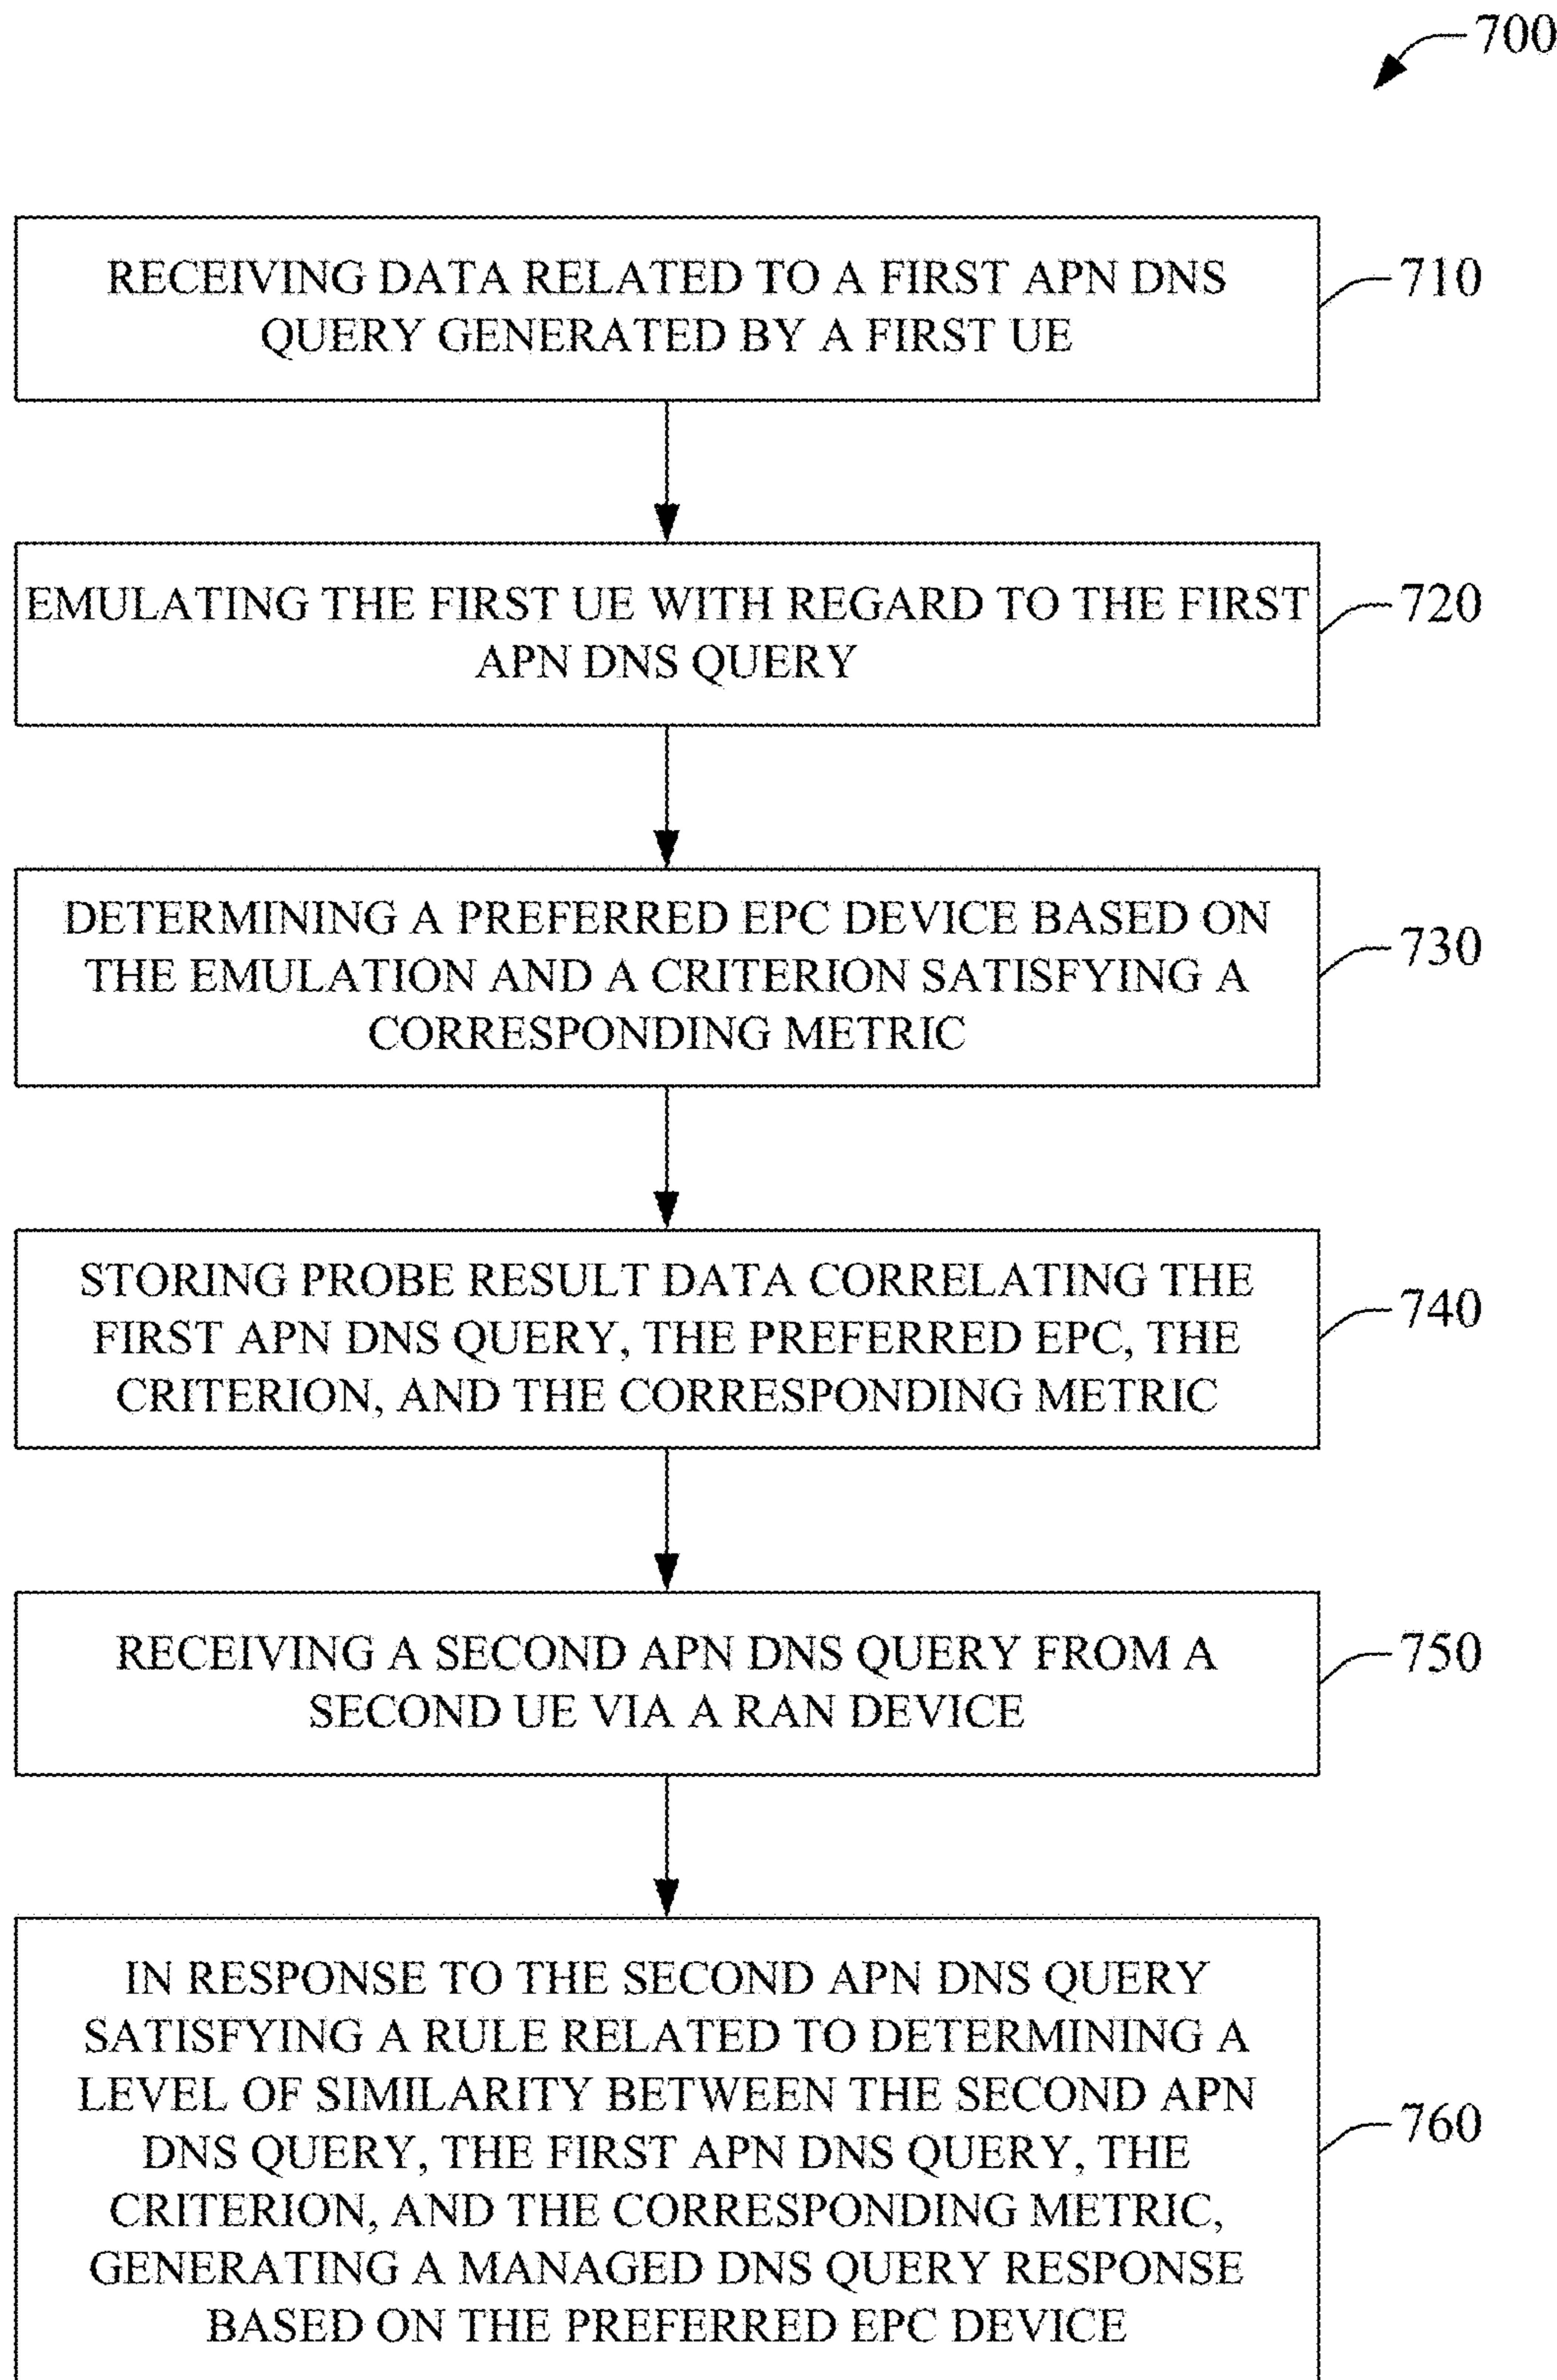 700
RECEIVING DATA RELATED TO A FIRST APN DNS
QUERY GENERATED BY A FIRST UE
710
EMULATING THE FIRST UE WITH REGARD TO THE FIRST
APN DNS QUERY
720
DETERMINING A PREFERRED EPC DEVICE BASED ON
THE EMULATION AND A CRITERION SATISFYING A
CORRESPONDING METRIC
730
STORING PROBE RESULT DATA CORRELATING THE
FIRST APN DNS QUERY, THE PREFERRED EPC, THE
CRITERION, AND THE CORRESPONDING METRIC
740
RECEIVING A SECOND APN DNS QUERY FROM A
SECOND UE VIA A RAN DEVICE
750
IN RESPONSE TO THE SECOND APN DNS QUERY
SATISFYING A RULE RELATED TO DETERMINING A
LEVEL OF SIMILARITY BETWEEN THE SECOND APN
DNS QUERY, THE FIRST APN DNS QUERY, THE
CRITERION, AND THE CORRESPONDING METRIC,
GENERATING A MANAGED DNS QUERY RESPONSE
BASED ON THE PREFERRED EPC DEVICE
760